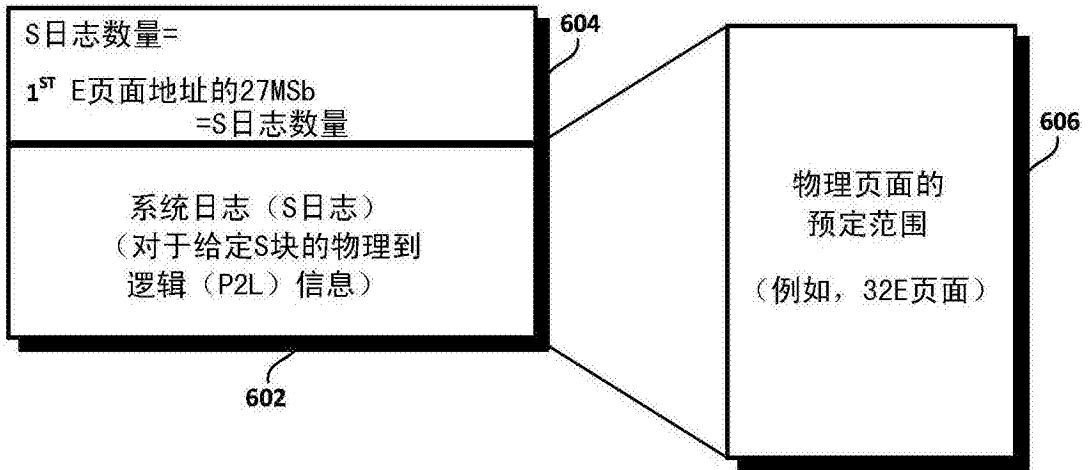 S日志数量=
1ST E页面地址的27MSb
=S日志数量
604
系统日志（S日志）
（对于给定S块的物理到
逻辑（P2L）信息）
602
物理页面的
预定范围
（例如，32E页面）
606